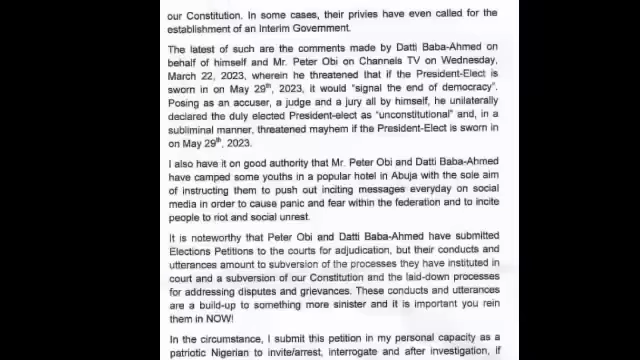 our Constitution. In some cases, their privies have even called for the
establishment of an Interim Government.
The latest of such are the comments made by Datti Baba-Ahmed on
behalf of himself and Mr. Peter Obi on Channels TV on Wednesday,
March 22, 2023, wherein he threatened that if the President-Elect is
sworn in on May 29th, 2023, it would "signal the end of democracy".
Posing as an accuser, a judge and a jury all by himself, he unilaterally
declared the duly elected President-elect as "unconstitutional" and, in a
subliminal manner, threatened mayhem if the President-Elect is sworn in
on May 29th, 2023.
I also have it on good authority that Mr. Peter Obi and Datti Baba-Ahmed
have camped some youths in a popular hotel in Abuja with the sole aim
of instructing them to push out inciting messages everyday on social
media in order to cause panic and fear within the federation and to incite
people to riot and social unrest.
It is noteworthy that Peter Obi and Datti Baba-Ahmed have submitted
Elections Petitions to the courts for adjudication, but their conducts and
utterances amount to subversion of the processes they have instituted in
court and a subversion of our Constitution and the laid-down processes
for addressing disputes and grievances. These conducts and utterances
are a build-up to something more sinister and it is important you rein
them in NOW!
In the circumstance, I submit this petition in my personal capacity as a
patriotic Nigerian to invite/arrest, interrogate and after investigation, if